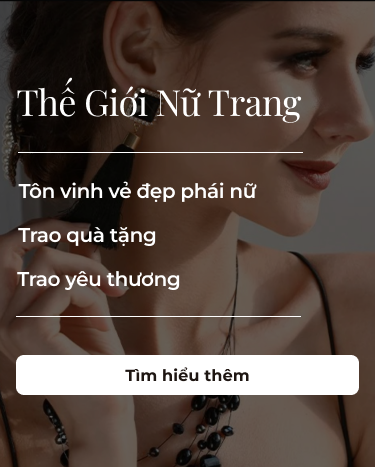 Thế Giới Nữ Trang
Tôn vinh vẻ đẹp phái nữ
Trao quà tặng
Trao yêu thương
Tìm hiểu thêm